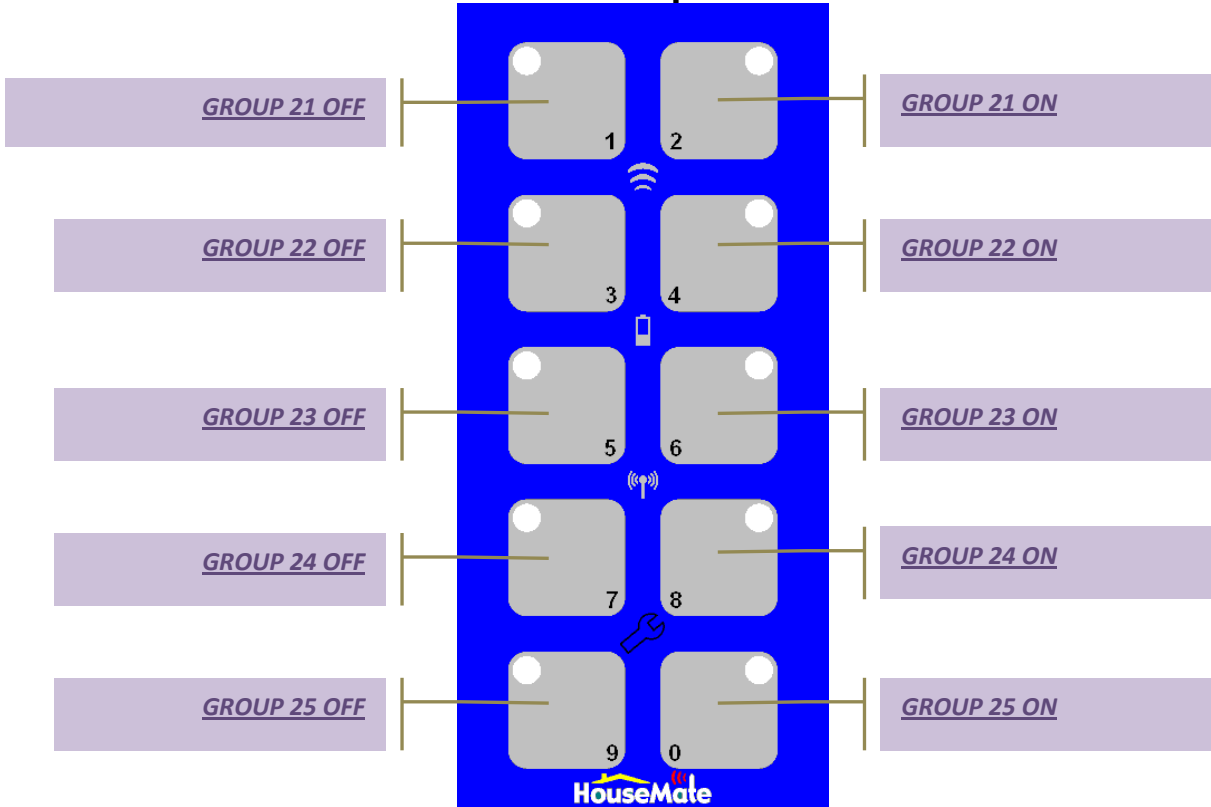 GROUP 21 OFF
1
2
GROUP 21 ON
GROUP 22 OFF
3
4
GROUP 22 ON
GROUP 23 OFF
5
6
GROUP 23 ON
GROUP 24 OFF
7
8
GROUP 24 ON
GROUP 25 OFF
9
0
GROUP 25 ON
HouseMate